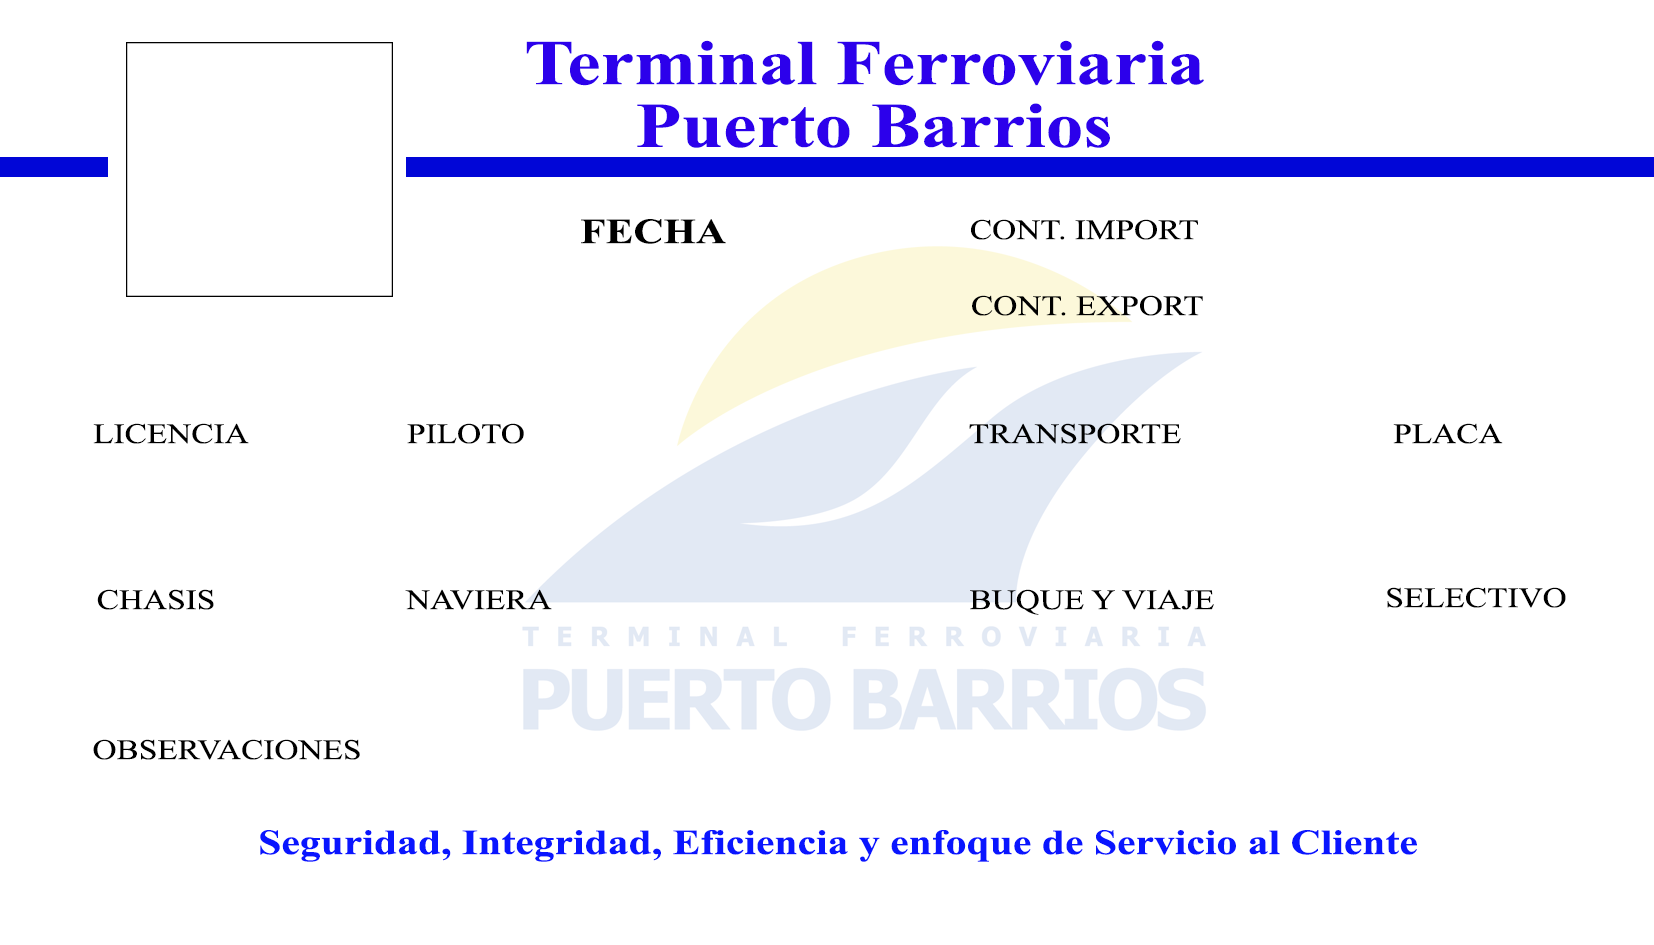 Terminal Ferroviaria
Puerto Barrios
FECHA
CONT. IMPORT
CONT. EXPORT
LICENCIA
PILOTO
TRANSPORTE
PLACA
CHASIS
NAVIERA
BUQUE Y VIAJE
SELECTIVO
TERMINAL FERROVIARIA
PUERTO BARRIOS
OBSERVACIONES
Seguridad, Integridad, Eficiencia y enfoque de Servicio al Cliente